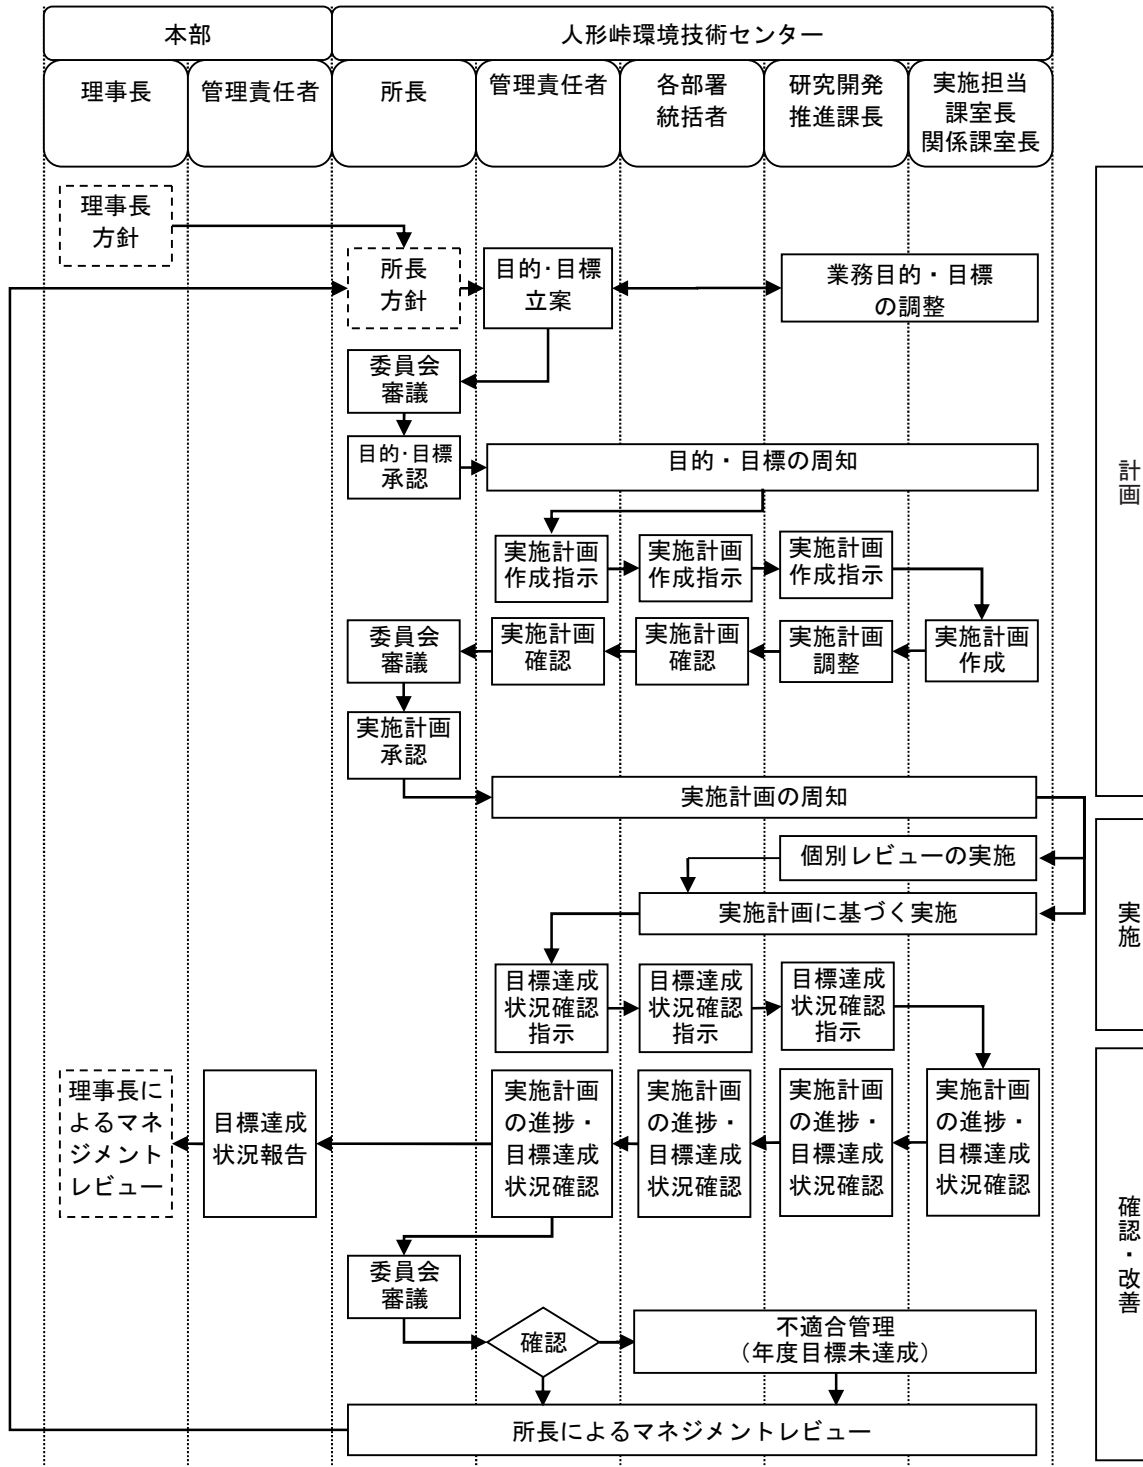 本部
人形峠環境技術センター
理事長
管理責任者
所長
管理責任者
各部署
統括者
研究開発
推進課長
実施担当
課室長
関係課室長
理事長
方針
所長
方針
目的・目標
立案
業務目的・目標
の調整
委員会
審議
目的・目標
承認
目的・目標の周知
実施計画
作成指示
実施計画
作成指示
実施計画
作成指示
委員会
審議
実施計画
確認
実施計画
確認
実施計画
調整
実施計画
作成
実施計画
承認
実施計画の周知
計画
個別レビューの実施
実施計画に基づく実施
目標達成
状況確認
指示
目標達成
状況確認
指示
目標達成
状況確認
指示
実施
理事長に
よるマネ
ジメント
レビュー
目標達成
状況報告
実施計画
の進捗・
目標達成
状況確認
実施計画
の進捗・
目標達成
状況確認
実施計画
の進捗・
目標達成
状況確認
実施計画
の進捗・
目標達成
状況確認
委員会
審議
確認
不適合管理
（年度目標未達成）
所長によるマネジメントレビュー
確認・改善